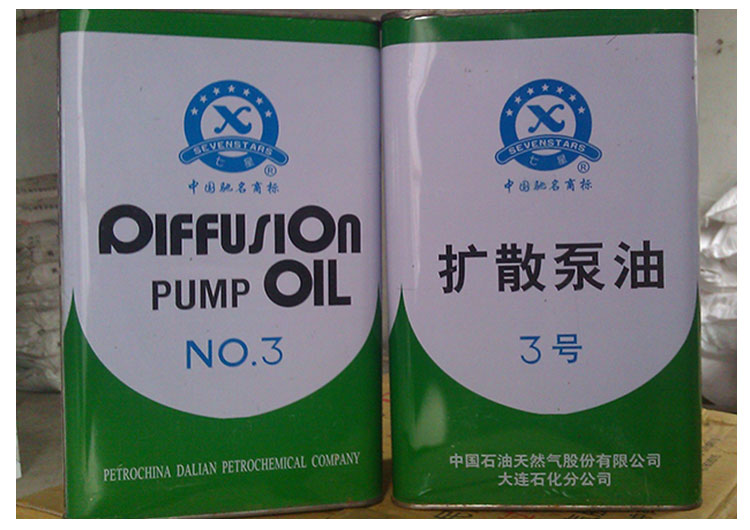 X
SEVENSTARS
七星
®
中国驰名商标
DIFFUSION
PUMP OIL
NO.3
PETROCHINA DALIAN PETROCHEMICAL COMPANY
X
SEVENSTARS
七星
®
中国驰名商标
扩散泵油
3号
中国石油天然气股份有限公司
大连石化分公司